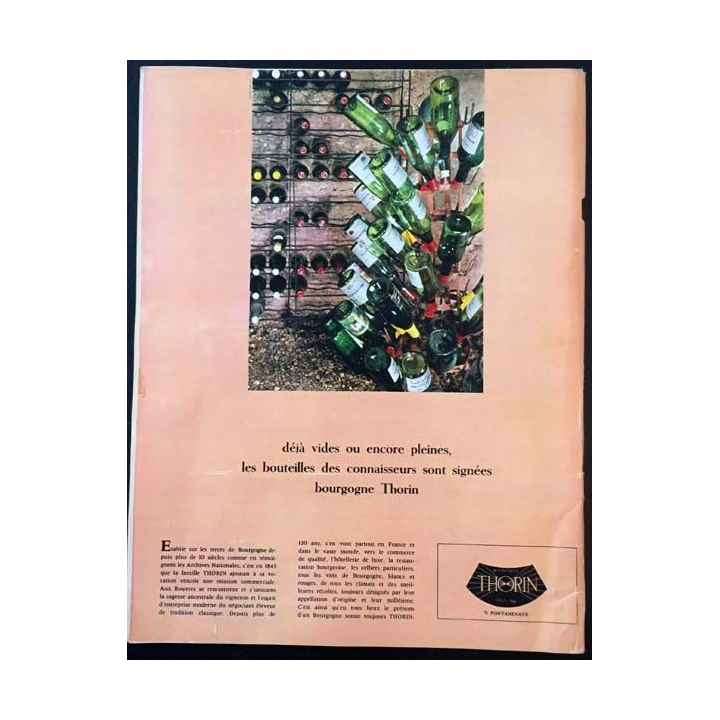 déjà vides ou encore pleines,
les bouteilles des connaisseurs sont signées
bourgogne Thorin
Etablie sur les terres de Bourgogne de-
puis plus de 10 siècles comme en témoi-
gnent les Archives Nationales, c'est en 1843
que la famille THORIN ajoutait à sa vo-
cation vinicole une mission commerciale.
Aux Rouvres se rencontrent et s'unissent
la sagesse ancestrale du vigneron et l'esprit
d'entreprise moderne du négociant éleveur
de tradition classique. Depuis plus de
120 ans, s'en vont partout en France et
dans le vaste monde, vers le commerce
de qualité, l'hôtellerie de luxe, la restau-
ration bourgeoise, les celliers particuliers,
tous les vins de Bourgogne, blancs et
rouges, de tous les climats et des meil-
leures récoltes, toujours désignés par leur
appellation d'origine et leur millésime.
C'est ainsi qu'en tous lieux le prénom
d'un Bourgogne sonne toujours THORIN.
THORIN
71 PONTANEVAUX